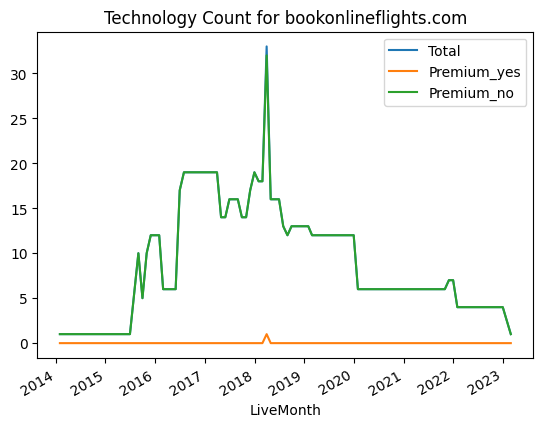 Technology Count for bookonlineflights.com
Total
Premium_yes
Premium_no
30
25
20
15
10
5
0
2014 2015 2016 2017 2018 2019 2020 2021 2022 2023
LiveMonth